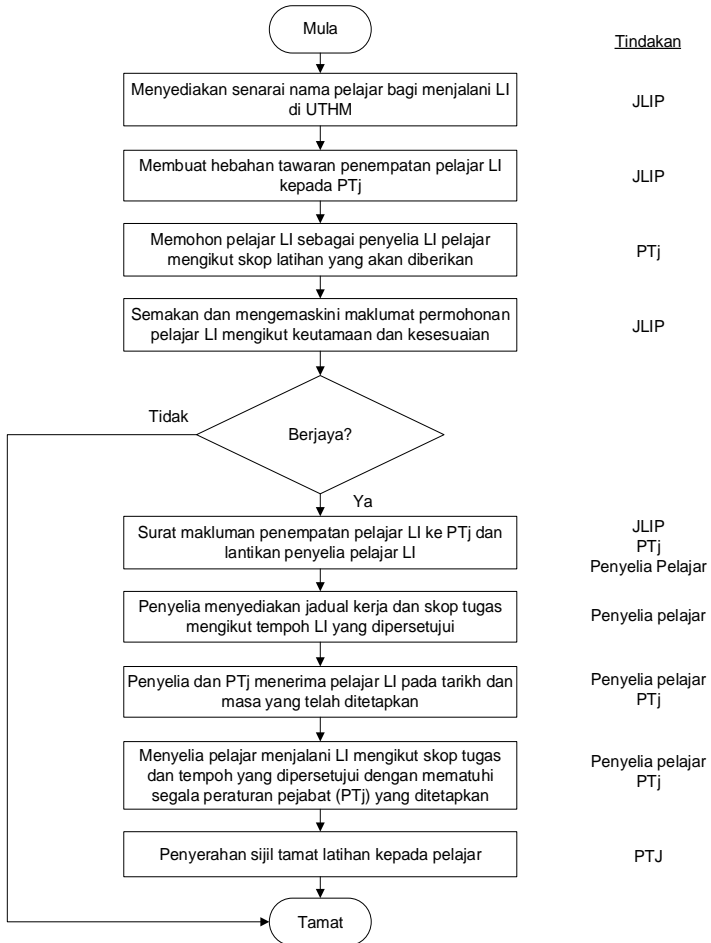 Mula
Tindakan
Menyediakan senarai nama pelajar bagi menjalani LI
di UTHM
JLIP
Membuat hebahan tawaran penempatan pelajar LI
kepada PTj
JLIP
Memohon pelajar LI sebagai penyelia LI pelajar
mengikut skop latihan yang akan diberikan
PTj
Semakan dan mengemaskini maklumat permohonan
pelajar LI mengikut keutamaan dan kesesuaian
JLIP
Tidak
Berjaya?
Ya
Surat makluman penempatan pelajar LI ke PTj dan
lantikan penyelia pelajar LI
JLIP
PTj
Penyelia Pelajar
Penyelia menyediakan jadual kerja dan skop tugas
mengikut tempoh LI yang dipersetujui
Penyelia pelajar
Penyelia dan PTj menerima pelajar LI pada tarikh dan
masa yang telah ditetapkan
Penyelia pelajar
PTj
Menyelia pelajar menjalani LI mengikut skop tugas
dan tempoh yang dipersetujui dengan mematuhi
segala peraturan pejabat (PTj) yang ditetapkan
Penyelia pelajar
PTj
Penyerahan sijil tamat latihan kepada pelajar
PTJ
Tamat